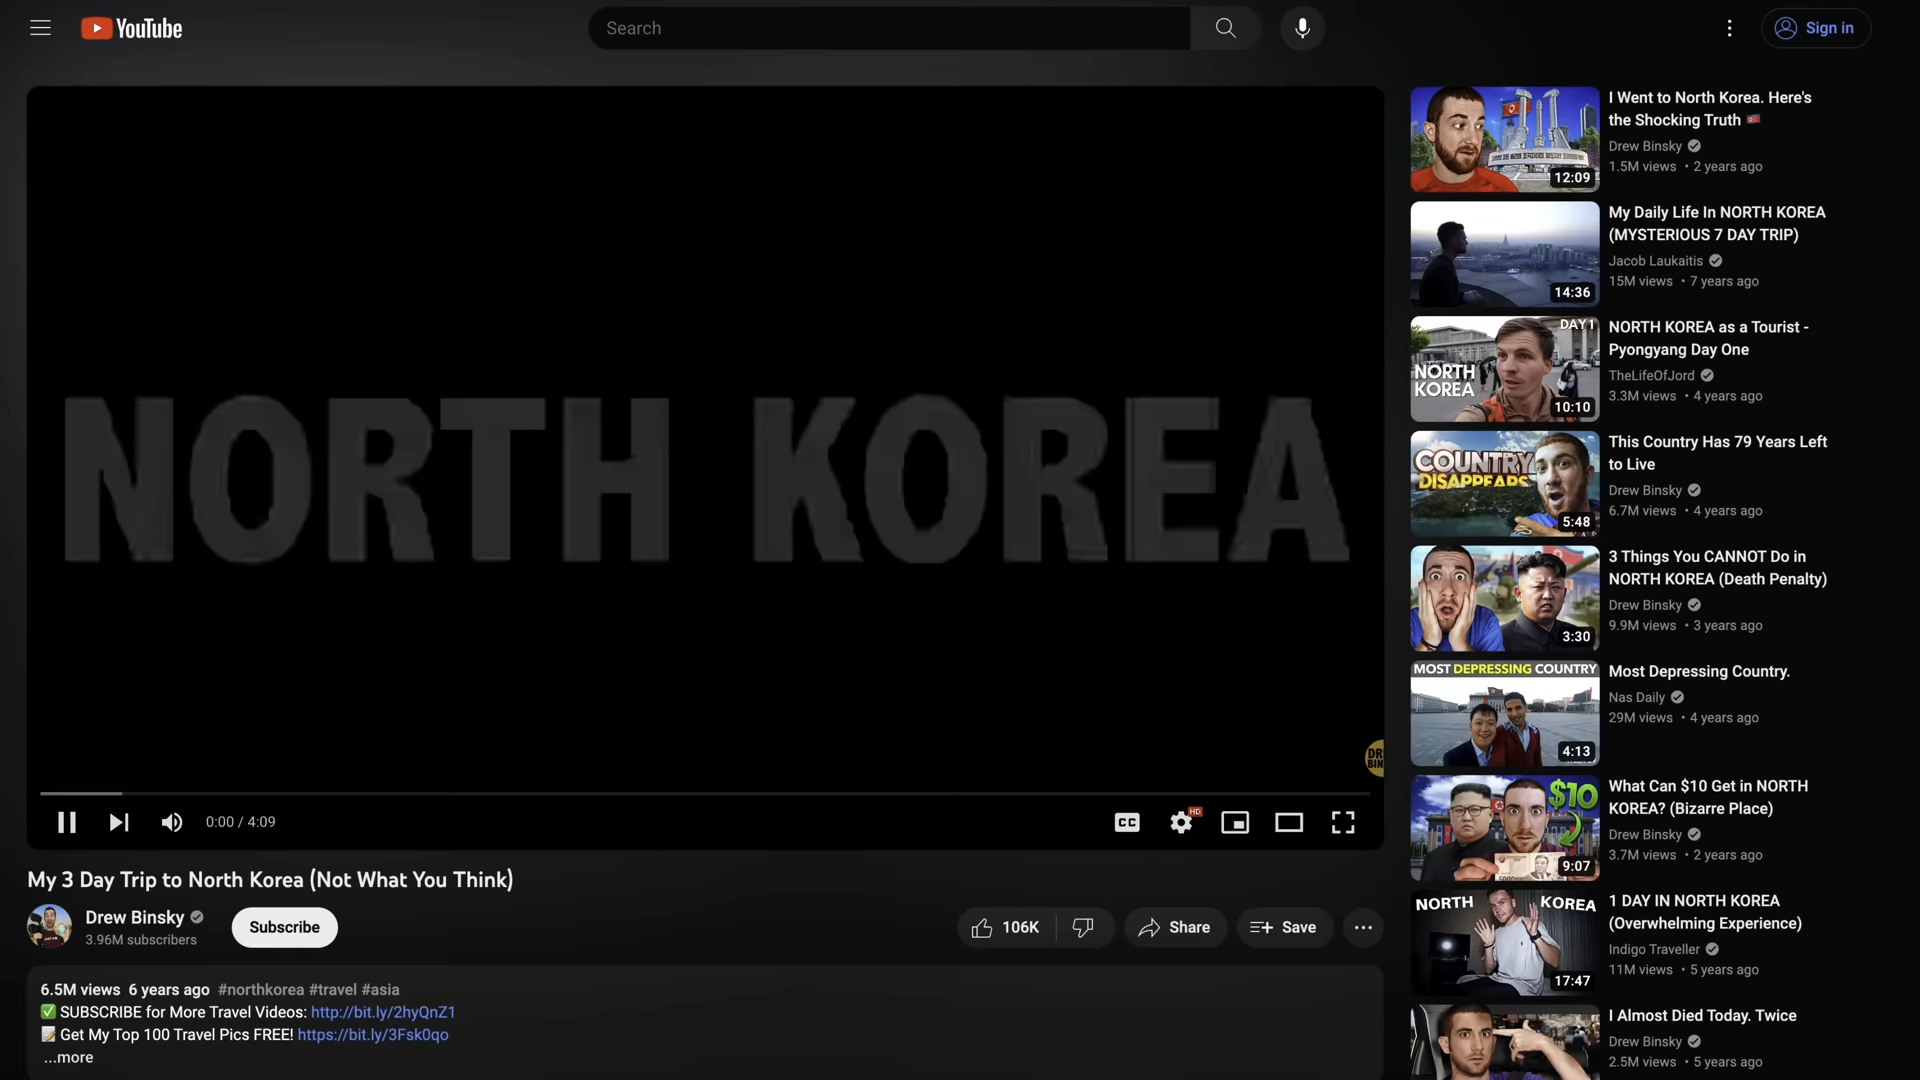 YouTube
Search
Sign in
NORTH KOREA
0:00 / 4:09
CC
HD
My 3 Day Trip to North Korea (Not What You Think)
Drew Binsky
3.96M subscribers
Subscribe
106K
Share
Save
6.5M views 6 years ago #northkorea #travel #asia
✅ SUBSCRIBE for More Travel Videos: http://bit.ly/2hyQnZ1
📝 Get My Top 100 Travel Pics FREE! https://bit.ly/3Fsk0qo
...more
12:09
I Went to North Korea. Here's
the Shocking Truth 🇰🇵
Drew Binsky
1.5M views • 2 years ago
14:36
My Daily Life In NORTH KOREA
(MYSTERIOUS 7 DAY TRIP)
Jacob Laukaitis
15M views • 7 years ago
DAY 1
NORTH
KOREA
10:10
NORTH KOREA as a Tourist -
Pyongyang Day One
TheLifeOfJord
3.3M views • 4 years ago
COUNTRY
DISAPPEARS
5:48
This Country Has 79 Years Left
to Live
Drew Binsky
6.7M views • 4 years ago
3:30
3 Things You CANNOT Do in
NORTH KOREA (Death Penalty)
Drew Binsky
9.9M views • 3 years ago
MOST DEPRESSING COUNTRY
4:13
Most Depressing Country.
Nas Daily
29M views • 4 years ago
$10
9:07
What Can $10 Get in NORTH
KOREA? (Bizarre Place)
Drew Binsky
3.7M views • 2 years ago
NORTH KOREA
17:47
1 DAY IN NORTH KOREA
(Overwhelming Experience)
Indigo Traveller
11M views • 5 years ago
I Almost Died Today. Twice
Drew Binsky
2.5M views • 5 years ago